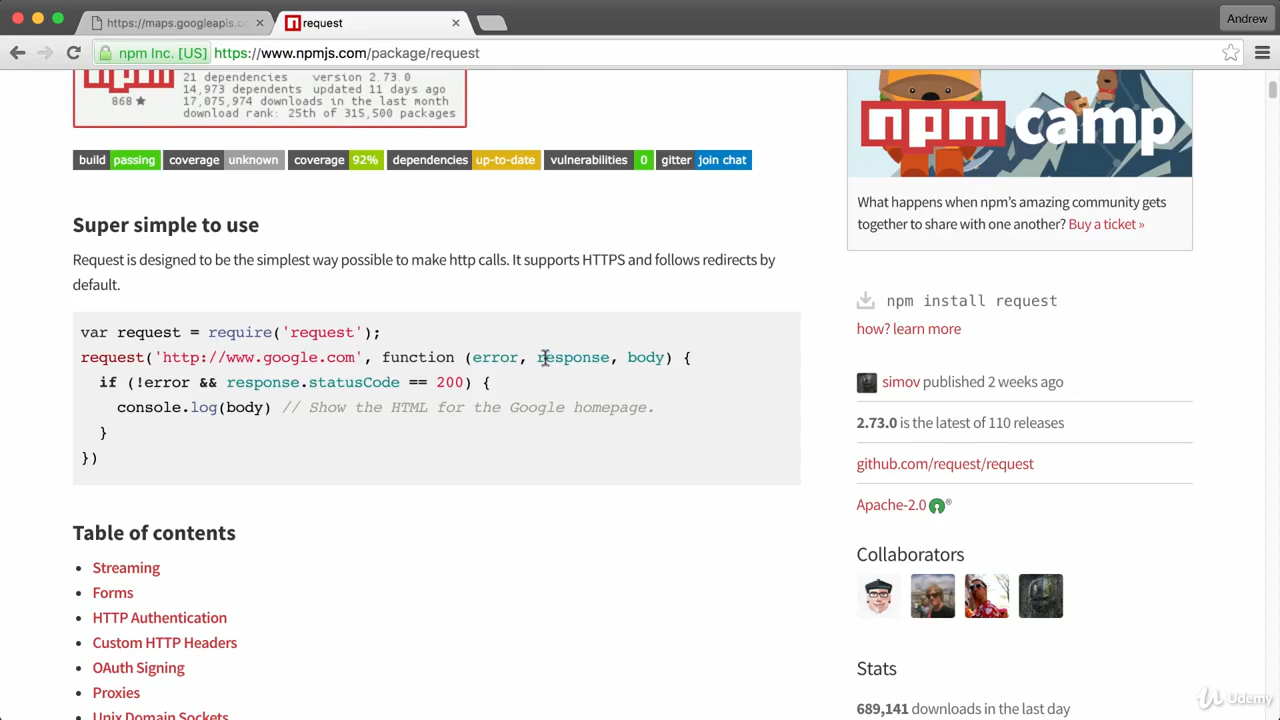 https://maps.googleapis.c
request
Andrew
npm Inc. [US]
https://www.npmjs.com/package/request
npm
868 ★
21 dependencies version 2.73.0
14,973 dependents updated 11 days ago
17,075,974 downloads in the last month
download rank: 25th of 315,500 packages
build passing coverage unknown coverage 92% dependencies up-to-date vulnerabilities 0 gitter join chat
Super simple to use
Request is designed to be the simplest way possible to make http calls. It supports HTTPS and follows redirects by
default.
var request = require('request');
request('http://www.google.com', function (error, response, body) {
if (!error && response.statusCode == 200) {
console.log(body) // Show the HTML for the Google homepage.
}
})
Table of contents
• Streaming
• Forms
• HTTP Authentication
• Custom HTTP Headers
• OAuth Signing
• Proxies
• Unix Domain Sockets
npm camp
What happens when npm's amazing community gets
together to share with one another? Buy a ticket »
npm install request
how? learn more
simov published 2 weeks ago
2.73.0 is the latest of 110 releases
github.com/request/request
Apache-2.0 ®
Collaborators
Stats
689,141 downloads in the last day
Udemy